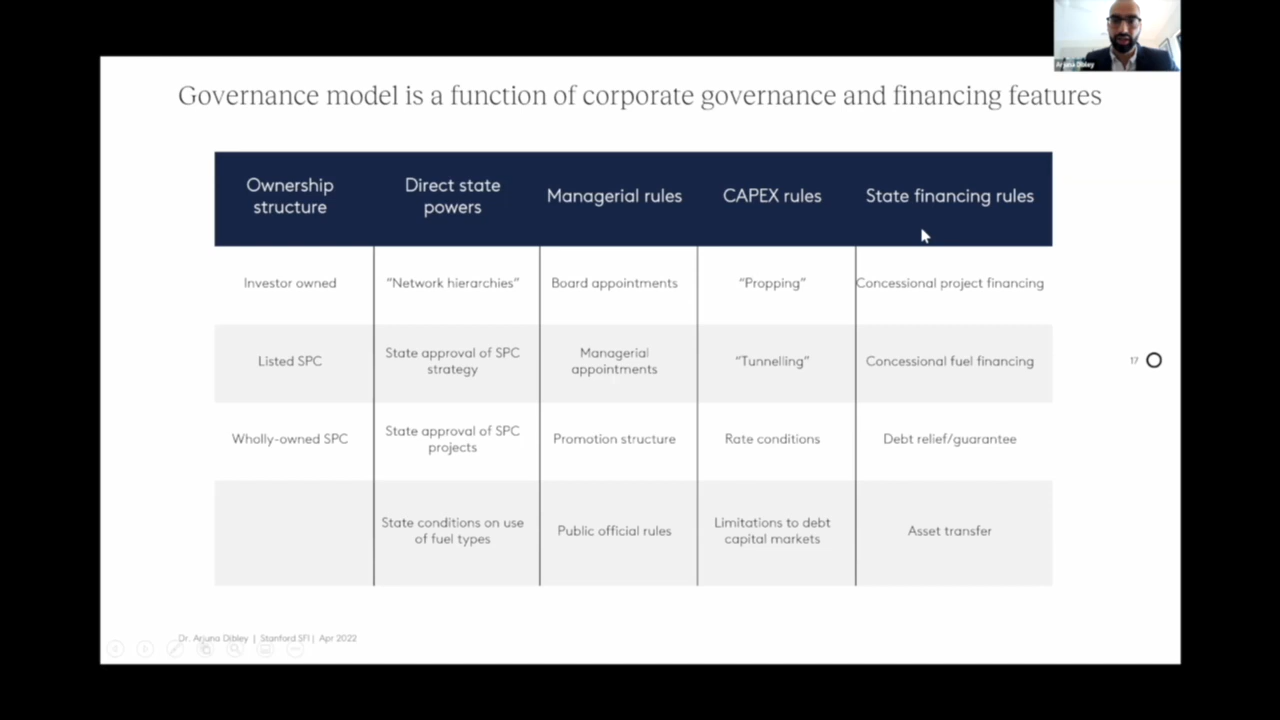 Arjuna Dibley
Governance model is a function of corporate governance and financing features
Ownership
structure
Direct state
powers
Managerial rules
CAPEX rules
State financing rules
Investor owned
“Network hierarchies”
Board appointments
“Propping”
Concessional project financing
Listed SPC
State approval of SPC
strategy
Managerial
appointments
“Tunnelling”
Concessional fuel financing
Wholly-owned SPC
State approval of SPC
projects
Promotion structure
Rate conditions
Debt relief/guarantee
State conditions on use
of fuel types
Public official rules
Limitations to debt
capital markets
Asset transfer
17
Dr. Arjuna Dibley | Stanford SFI | Apr 2022